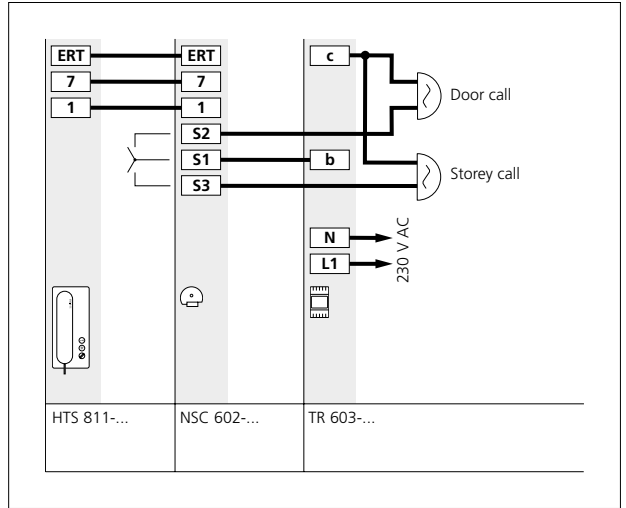 ERT ERT c
7 7
1 1
Door call
S2
S1 b
Storey call
S3
N
L1
230 V AC
HTS 811-... NSC 602-... TR 603-...